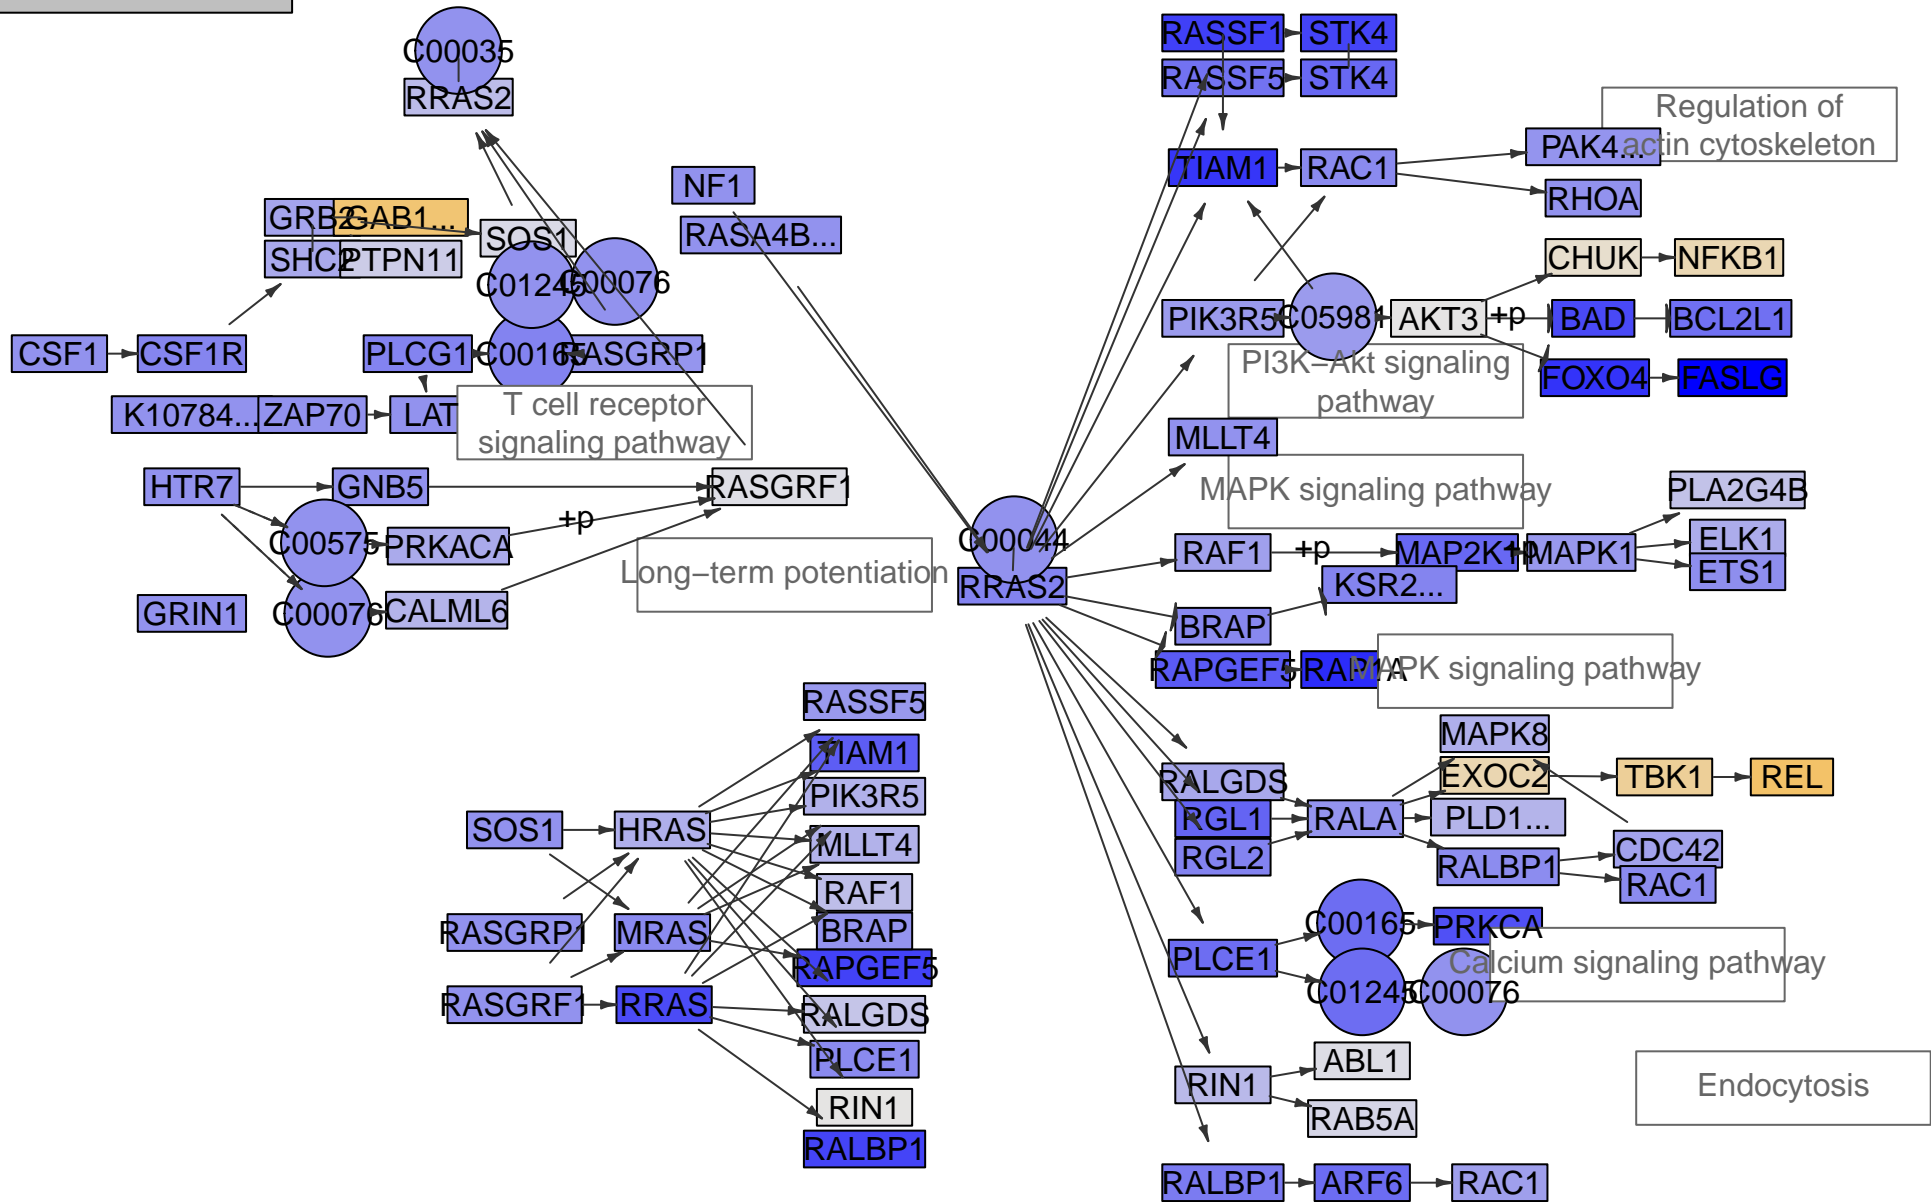 C00035
RRAS2
NF1
RASA4B...
GRB2
GAB1...
SHC2
PTPN11
SOS1
C01245
C00076
CSF1
CSF1R
PLCG1
C00165
RASGRP1
K10784...
ZAP70
LAT
T cell receptor
signaling pathway
HTR7
GNB5
RASGRF1
C00575
PRKACA
+p
GRIN1
C00076
CALML6
Long−term potentiation
C00044
RRAS2
RASSF1
STK4
RASSF5
STK4
Regulation of
actin cytoskeleton
TIAM1
RAC1
PAK4...
RHOA
CHUK
NFKB1
PIK3R5
C05981
AKT3
+p
BAD
BCL2L1
FOXO4
FASLG
PI3K−Akt signaling
pathway
MLLT4
MAPK signaling pathway
PLA2G4B
RAF1
+p
MAP2K1
+p
MAPK1
ELK1
ETS1
KSR2...
BRAP
RAPGEF5
RAP1A
MAPK signaling pathway
MAPK8
RALGDS
EXOC2
TBK1
REL
RGL1
RALA
PLD1...
RGL2
RALBP1
CDC42
RAC1
C00165
PRKCA
PLCE1
Calcium signaling pathway
C01245
C00076
ABL1
RIN1
RAB5A
Endocytosis
RALBP1
ARF6
RAC1
RASSF5
TIAM1
PIK3R5
SOS1
HRAS
MLLT4
RAF1
RASGRP1
MRAS
BRAP
RAPGEF5
RASGRF1
RRAS
RALGDS
PLCE1
RIN1
RALBP1